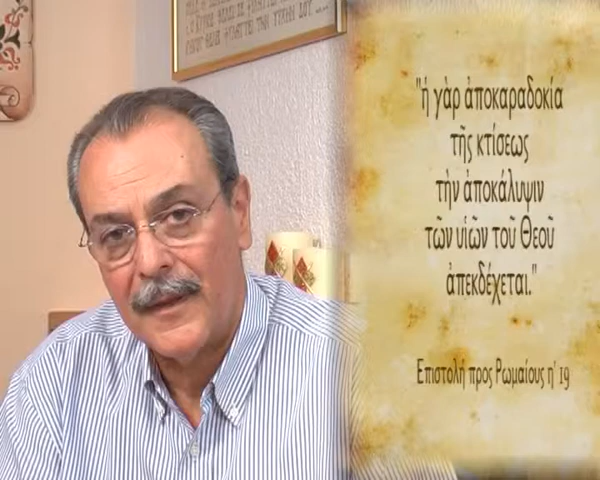 "ἡ γὰρ ἀποκαραδοκία
τῆς κτίσεως
τὴν ἀποκάλυψιν
τῶν υἱῶν τοῦ Θεοῦ
ἀπεκδέχεται."
Επιστολή προς Ρωμαίους η' 19